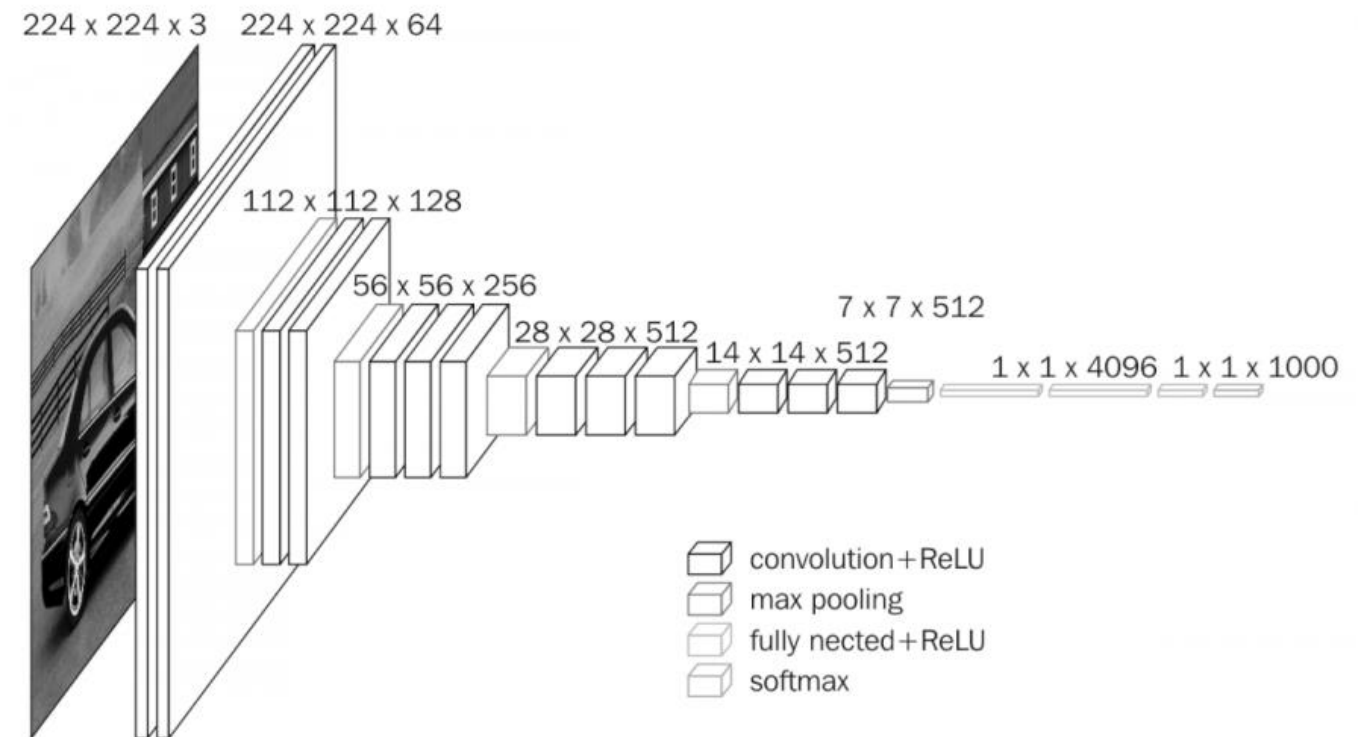 224 x 224 x 3
224 x 224 x 64
112 x 112 x 128
56 x 56 x 256
28 x 28 x 512
14 x 14 x 512
7 x 7 x 512
1 x 1 x 4096
1 x 1 x 1000
convolution+ReLU
max pooling
fully nected+ReLU
softmax